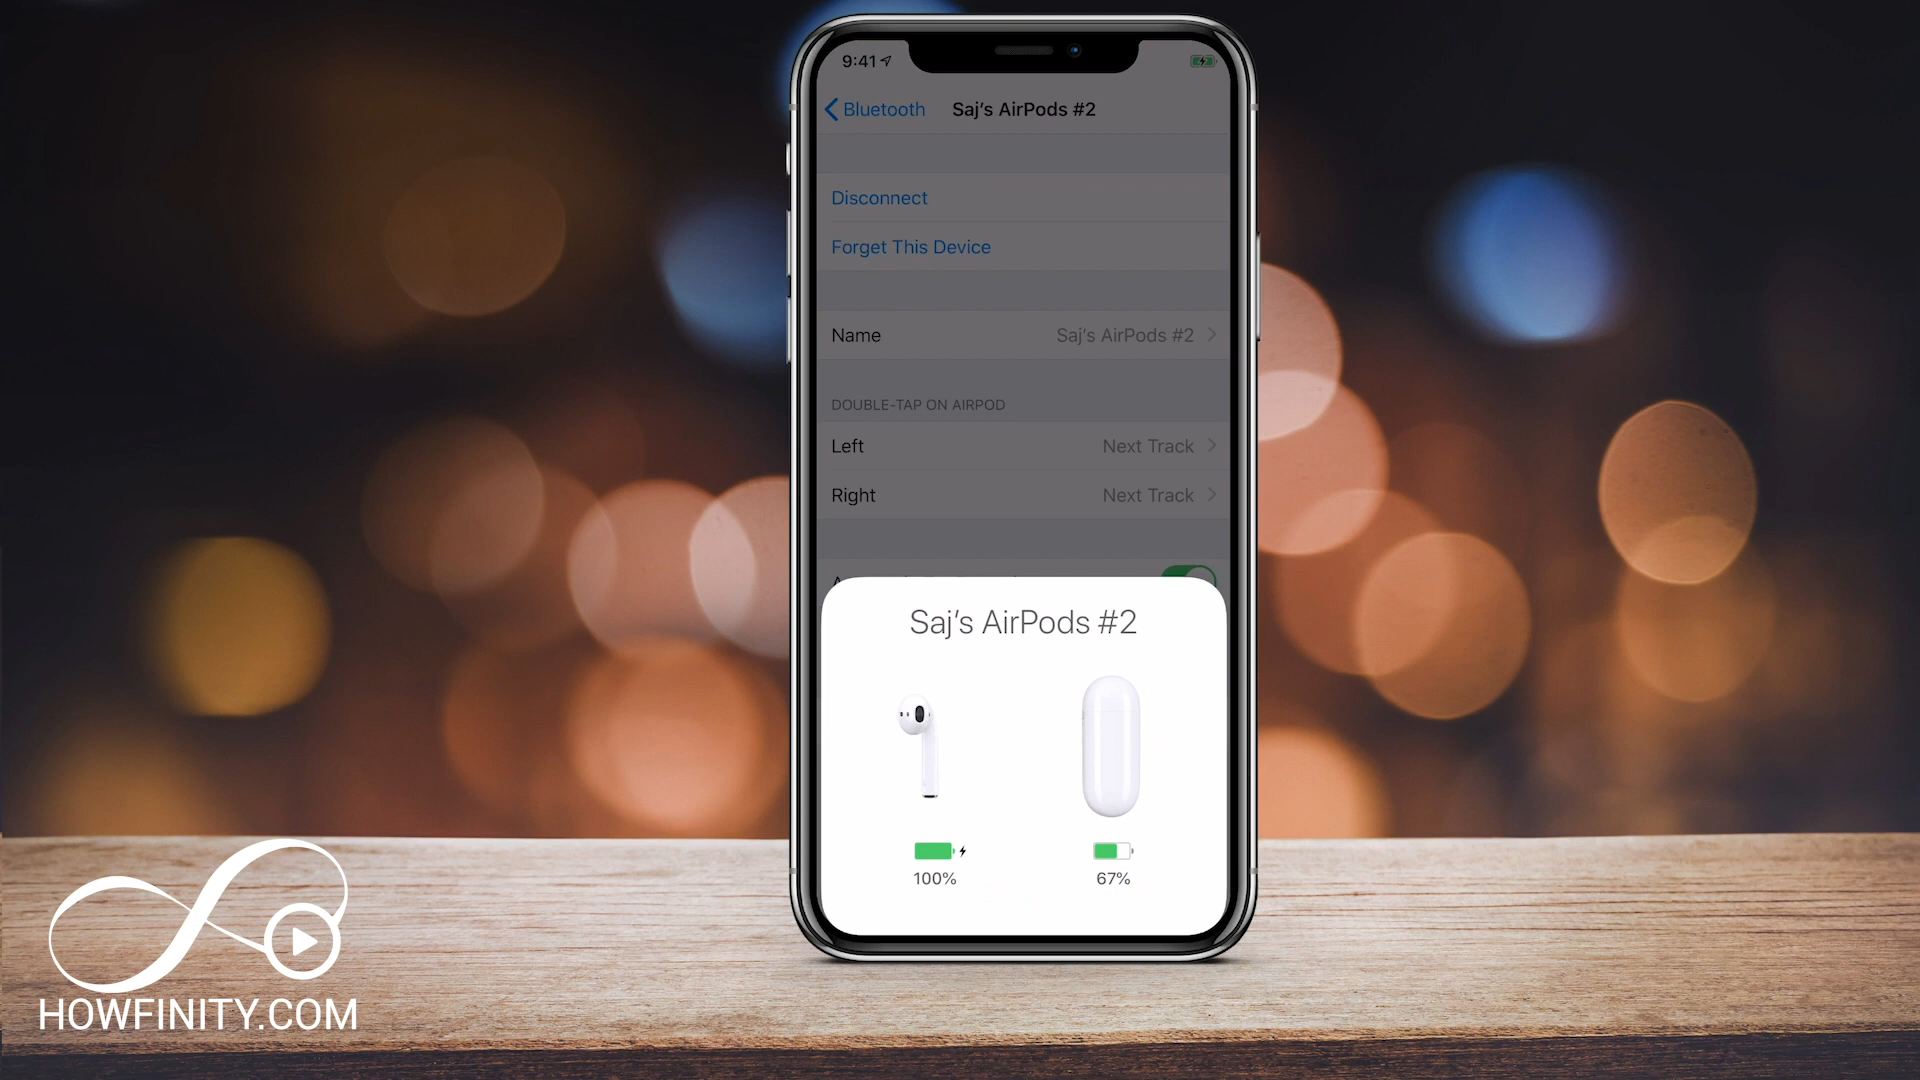 9:41
Bluetooth Saj's AirPods #2
Disconnect
Forget This Device
Name Saj's AirPods #2
DOUBLE-TAP ON AIRPOD
Left Next Track
Right Next Track
Saj's AirPods #2
100% 67%
HOWFINITY.COM